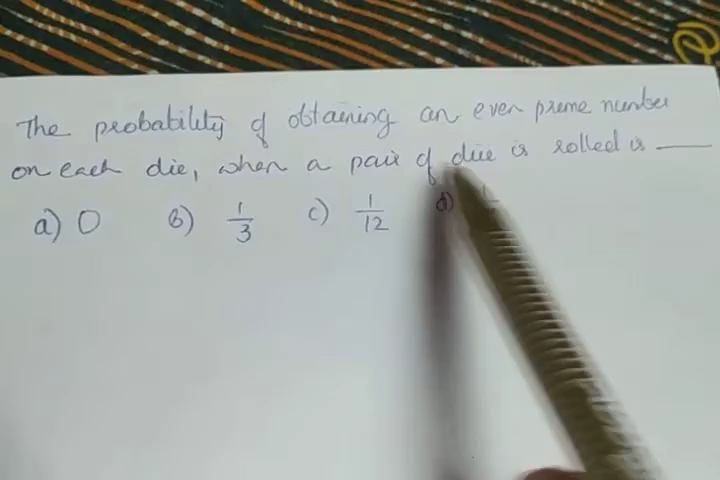 The probability of obtaining an even prime number
on each die, when a pair of dice is rolled is ___
a) 0 b) 1/3 c) 1/12 d)